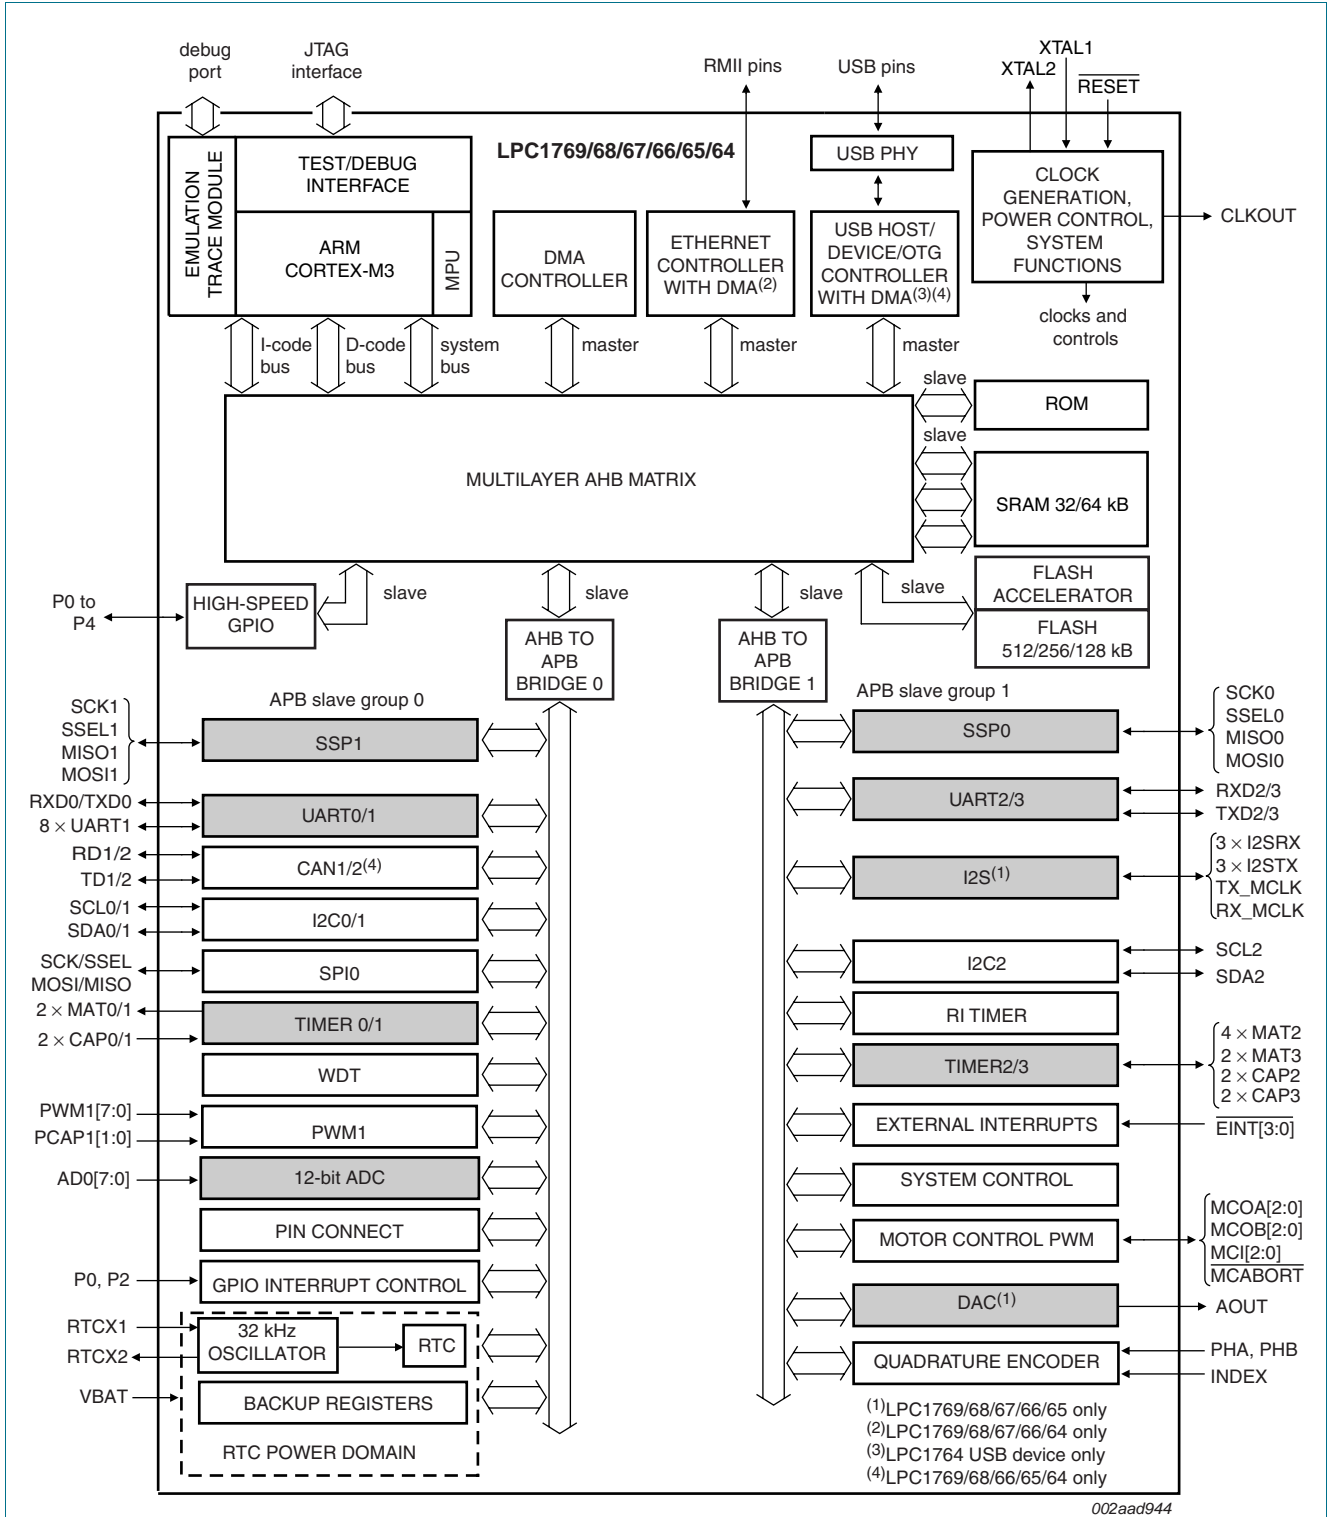 debug
port
JTAG
interface
RMII pins
USB pins
XTAL1
XTAL2
RESET
LPC1769/68/67/66/65/64
EMULATION
TRACE MODULE
TEST/DEBUG
INTERFACE
ARM
CORTEX-M3
MPU
DMA
CONTROLLER
ETHERNET
CONTROLLER
WITH DMA(2)
USB PHY
USB HOST/
DEVICE/OTG
CONTROLLER
WITH DMA(3)(4)
CLOCK
GENERATION,
POWER CONTROL,
SYSTEM
FUNCTIONS
CLKOUT
clocks and
controls
I-code
bus
D-code
bus
system
bus
master
master
master
slave
ROM
slave
MULTILAYER AHB MATRIX
SRAM 32/64 kB
slave
slave
slave
slave
FLASH
ACCELERATOR
FLASH
512/256/128 kB
P0 to
P4
HIGH-SPEED
GPIO
AHB TO
APB
BRIDGE 0
AHB TO
APB
BRIDGE 1
APB slave group 0
SCK1
SSEL1
MISO1
MOSI1
SSP1
RXD0/TXD0
8 × UART1
UART0/1
RD1/2
TD1/2
CAN1/2(4)
SCL0/1
SDA0/1
I2C0/1
SCK/SSEL
MOSI/MISO
SPI0
2 × MAT0/1
2 × CAP0/1
TIMER 0/1
WDT
PWM1[7:0]
PCAP1[1:0]
PWM1
AD0[7:0]
12-bit ADC
PIN CONNECT
P0, P2
GPIO INTERRUPT CONTROL
RTCX1
RTCX2
32 kHz
OSCILLATOR
RTC
VBAT
BACKUP REGISTERS
RTC POWER DOMAIN
APB slave group 1
SSP0
SCK0
SSEL0
MISO0
MOSI0
UART2/3
RXD2/3
TXD2/3
I2S(1)
3 × I2SRX
3 × I2STX
TX_MCLK
RX_MCLK
I2C2
SCL2
SDA2
RI TIMER
TIMER2/3
4 × MAT2
2 × MAT3
2 × CAP2
2 × CAP3
EXTERNAL INTERRUPTS
EINT[3:0]
SYSTEM CONTROL
MOTOR CONTROL PWM
MCOA[2:0]
MCOB[2:0]
MCI[2:0]
MCABORT
DAC(1)
AOUT
QUADRATURE ENCODER
PHA, PHB
INDEX
(1)LPC1769/68/67/66/65 only
(2)LPC1769/68/67/66/64 only
(3)LPC1764 USB device only
(4)LPC1769/68/66/65/64 only
002aad944